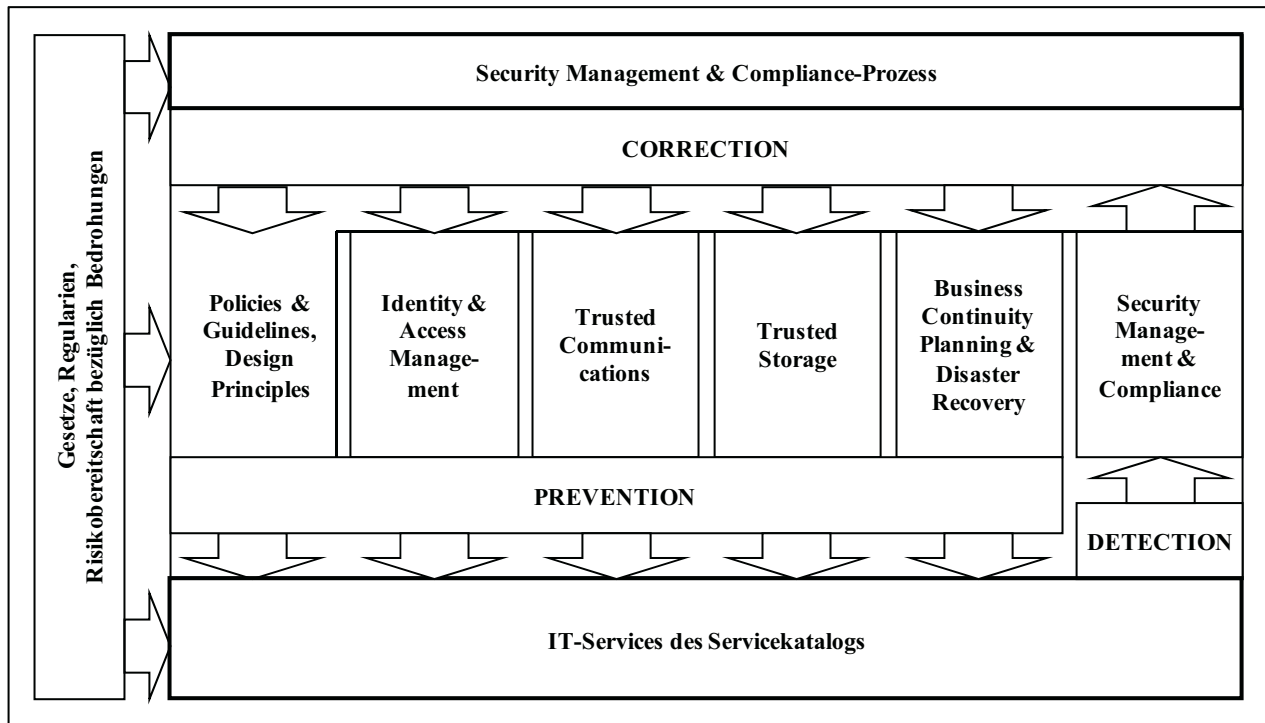 Gesetze, Regularien,
Risikobereitschaft bezüglich Bedrohungen
Security Management & Compliance-Prozess
CORRECTION
Policies &
Guidelines,
Design
Principles
Identity &
Access
Manage-
ment
Trusted
Communi-
cations
Trusted
Storage
Business
Continuity
Planning &
Disaster
Recovery
Security
Manage-
ment &
Compliance
PREVENTION
DETECTION
IT-Services des Servicekatalogs